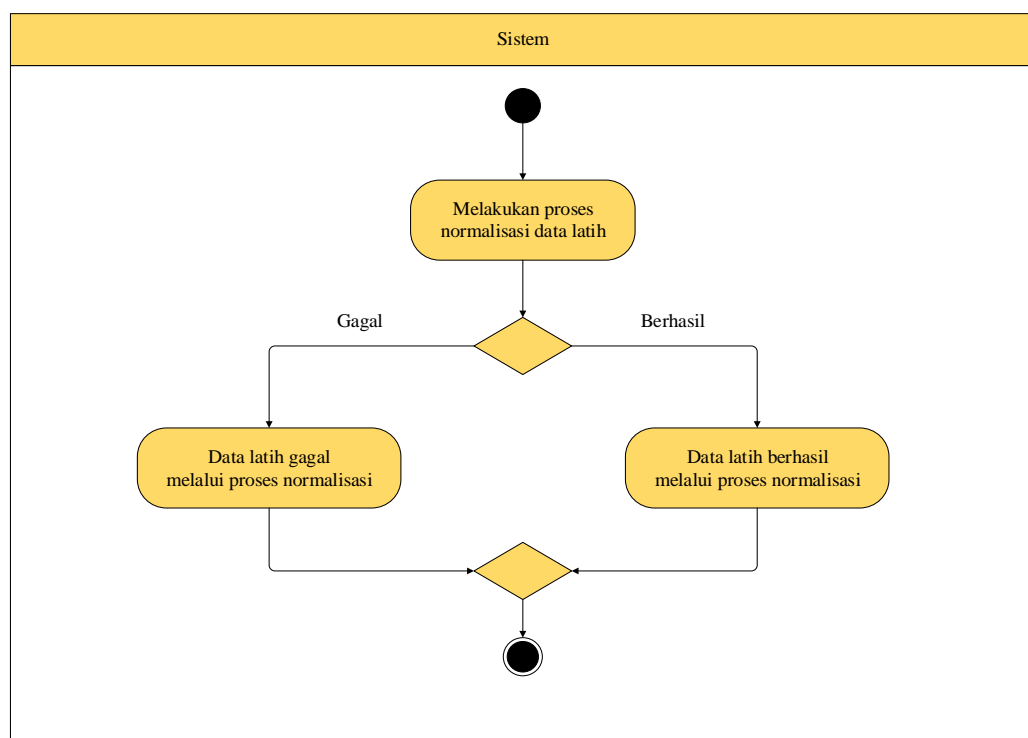 Sistem
Melakukan proses
normalisasi data latih
Gagal
Berhasil
Data latih gagal
melalui proses normalisasi
Data latih berhasil
melalui proses normalisasi